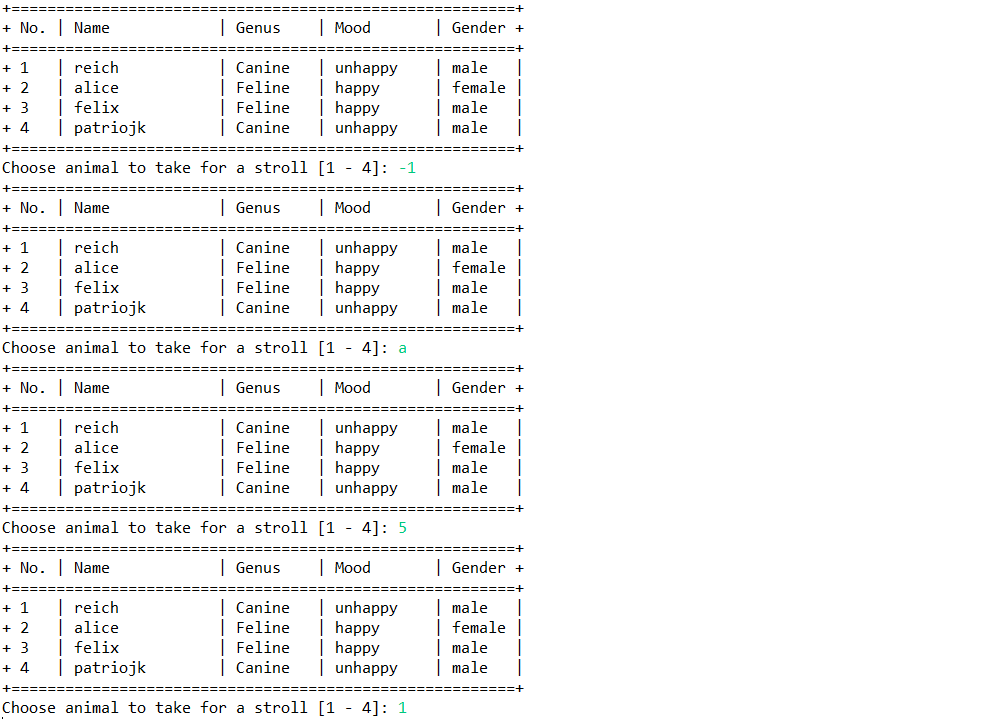 +========================================================+
+ No. | Name            | Genus    | Mood       | Gender +
+========================================================+
+ 1   | reich           | Canine   | unhappy    | male   |
+ 2   | alice           | Feline   | happy      | female |
+ 3   | felix           | Feline   | happy      | male   |
+ 4   | patriojk        | Canine   | unhappy    | male   |
+========================================================+
Choose animal to take for a stroll [1 - 4]: -1
+========================================================+
+ No. | Name            | Genus    | Mood       | Gender +
+========================================================+
+ 1   | reich           | Canine   | unhappy    | male   |
+ 2   | alice           | Feline   | happy      | female |
+ 3   | felix           | Feline   | happy      | male   |
+ 4   | patriojk        | Canine   | unhappy    | male   |
+========================================================+
Choose animal to take for a stroll [1 - 4]: a
+========================================================+
+ No. | Name            | Genus    | Mood       | Gender +
+========================================================+
+ 1   | reich           | Canine   | unhappy    | male   |
+ 2   | alice           | Feline   | happy      | female |
+ 3   | felix           | Feline   | happy      | male   |
+ 4   | patriojk        | Canine   | unhappy    | male   |
+========================================================+
Choose animal to take for a stroll [1 - 4]: 5
+========================================================+
+ No. | Name            | Genus    | Mood       | Gender +
+========================================================+
+ 1   | reich           | Canine   | unhappy    | male   |
+ 2   | alice           | Feline   | happy      | female |
+ 3   | felix           | Feline   | happy      | male   |
+ 4   | patriojk        | Canine   | unhappy    | male   |
+========================================================+
Choose animal to take for a stroll [1 - 4]: 1